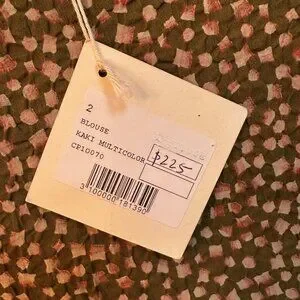 2
BLOUSE
KAKI MULTICOLOR
CP10070
$225
3100000181390